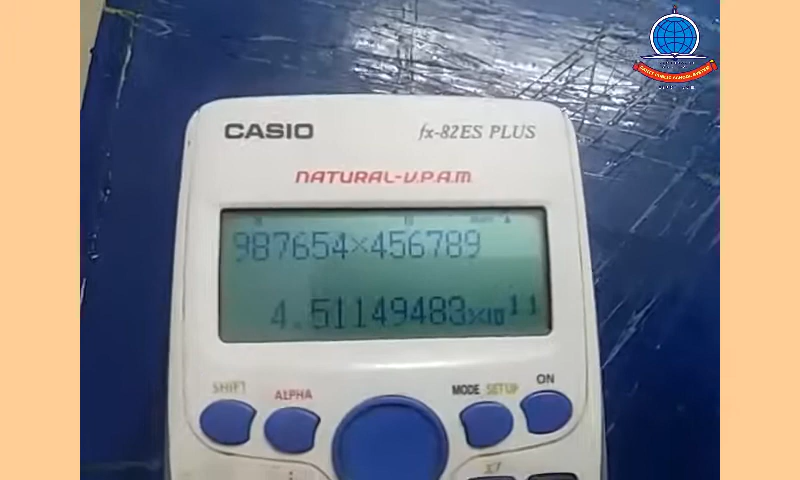 CASIO
fx-82ES PLUS
NATURAL-V.P.A.M.
987654×456789
4.51149483×10¹¹
SHIFT
ALPHA
MODE SETUP
ON